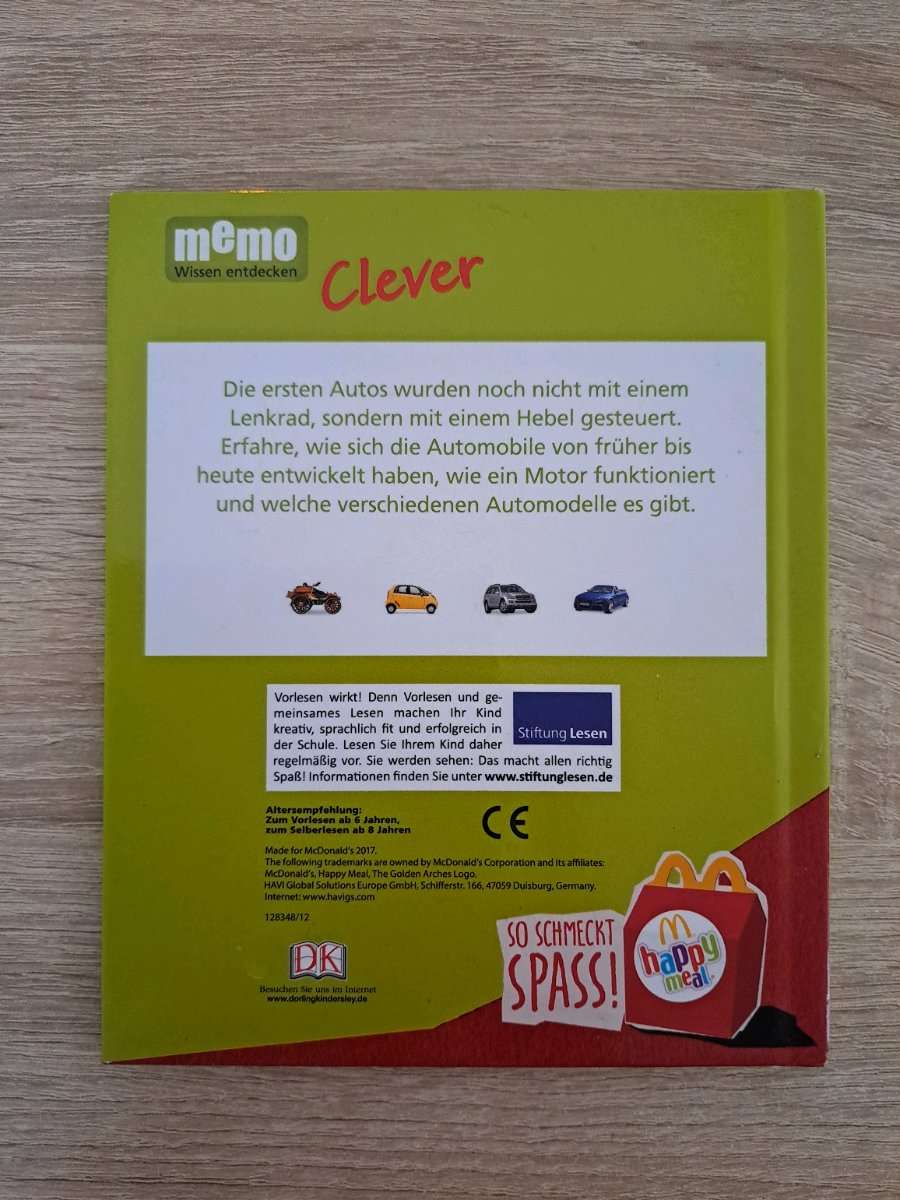 memo
Wissen entdecken
Clever
Die ersten Autos wurden noch nicht mit einem
Lenkrad, sondern mit einem Hebel gesteuert.
Erfahre, wie sich die Automobile von früher bis
heute entwickelt haben, wie ein Motor funktioniert
und welche verschiedenen Automodelle es gibt.
Vorlesen wirkt! Denn Vorlesen und ge-
meinsames Lesen machen Ihr Kind
kreativ, sprachlich fit und erfolgreich in
der Schule. Lesen Sie Ihrem Kind daher
regelmäßig vor. Sie werden sehen: Das macht allen richtig
Spaß! Informationen finden Sie unter www.stiftunglesen.de
Stiftung Lesen
Altersempfehlung:
Zum Vorlesen ab 6 Jahren,
zum Selberlesen ab 8 Jahren
CE
Made for McDonald's 2017.
The following trademarks are owned by McDonald's Corporation and its affiliates:
McDonald's, Happy Meal, The Golden Arches Logo.
HAVI Global Solutions Europe GmbH, Schifferstr. 166, 47059 Duisburg, Germany.
Internet: www.havigs.com
128348/12
DK
Besuchen Sie uns im Internet
www.dorlingkindersley.de
SO SCHMECKT
SPASS!
happy
meal